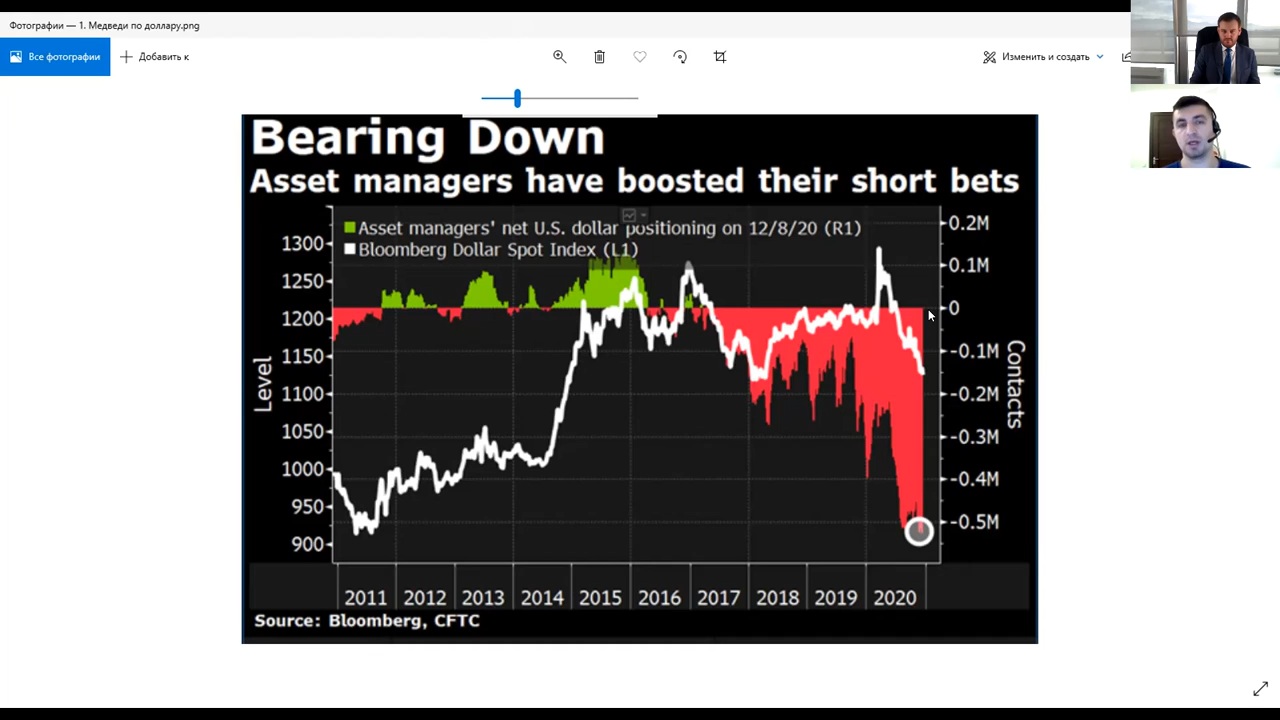 Фотографии — 1. Медведи по доллару.png
Все фотографии
Добавить к
Изменить и создать
Bearing Down
Asset managers have boosted their short bets
Asset managers' net U.S. dollar positioning on 12/8/20 (R1)
Bloomberg Dollar Spot Index (L1)
1300
1250
1200
1150
1100
1050
1000
950
900
Level
0.2M
0.1M
0
-0.1M
-0.2M
-0.3M
-0.4M
-0.5M
Contacts
2011 2012 2013 2014 2015 2016 2017 2018 2019 2020
Source: Bloomberg, CFTC